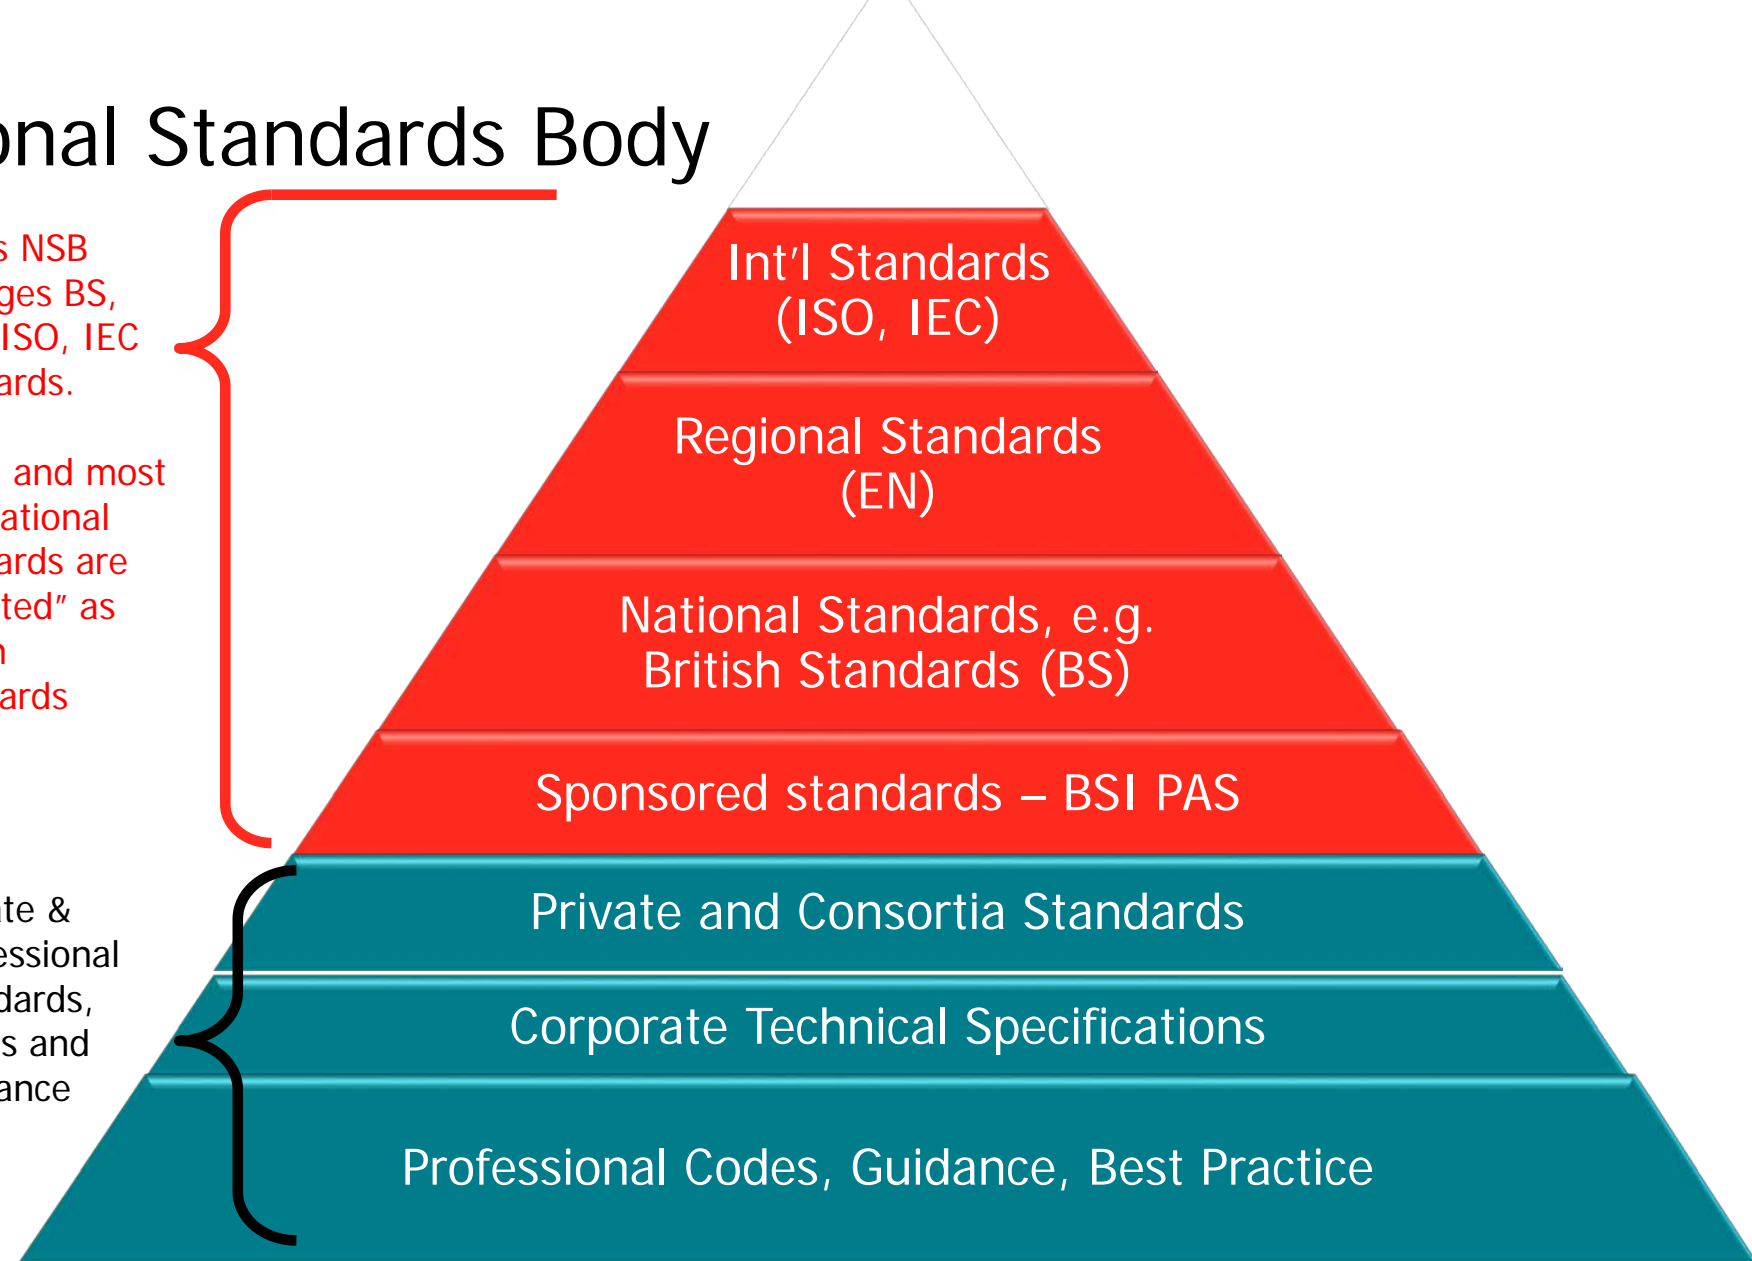 onal Standards Body
s NSB
ges BS,
ISO, IEC
ards.
and most
ational
ards are
ted” as
n
ards
te &
essional
dards,
s and
ance
Int’l Standards
(ISO, IEC)
Regional Standards
(EN)
National Standards, e.g.
British Standards (BS)
Sponsored standards – BSI PAS
Private and Consortia Standards
Corporate Technical Specifications
Professional Codes, Guidance, Best Practice